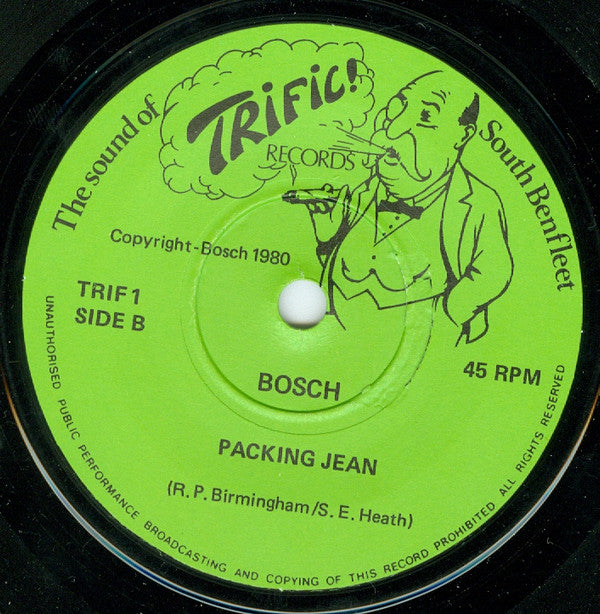 The sound of
TRiFiC!
RECORDS
South Benfleet
Copyright-Bosch 1980
TRIF 1
SIDE B
45 RPM
BOSCH
PACKING JEAN
(R. P. Birmingham/S. E. Heath)
UNAUTHORISED PUBLIC PERFORMANCE BROADCASTING AND COPYING OF THIS RECORD PROHIBITED ALL RIGHTS RESERVED